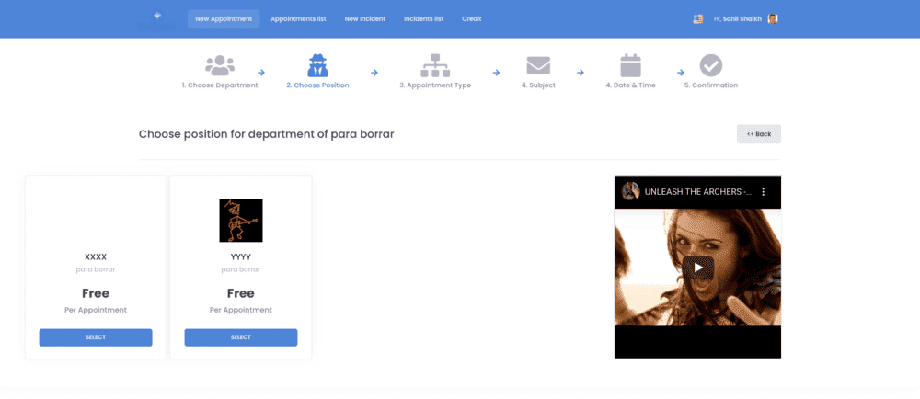 New Appointment
Appointments list
New Incident
Incidents list
Credit
Hi, Sohil Shaikh
1. Choose Department
2. Choose Position
3. Appointment Type
4. Subject
4. Date & Time
5. Confirmation
Choose position for department of para borrar
<< Back
XXXX
para borrar
Free
Per Appointment
SELECT
YYYY
para borrar
Free
Per Appointment
SELECT
UNLEASH THE ARCHERS -...